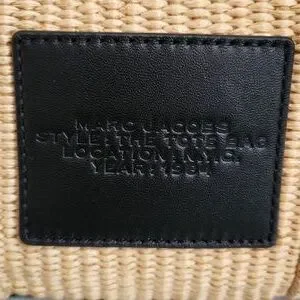 MARC JACOBS
STYLE: THE TOTE BAG
LOCATION: N.Y.C.
YEAR: 1984